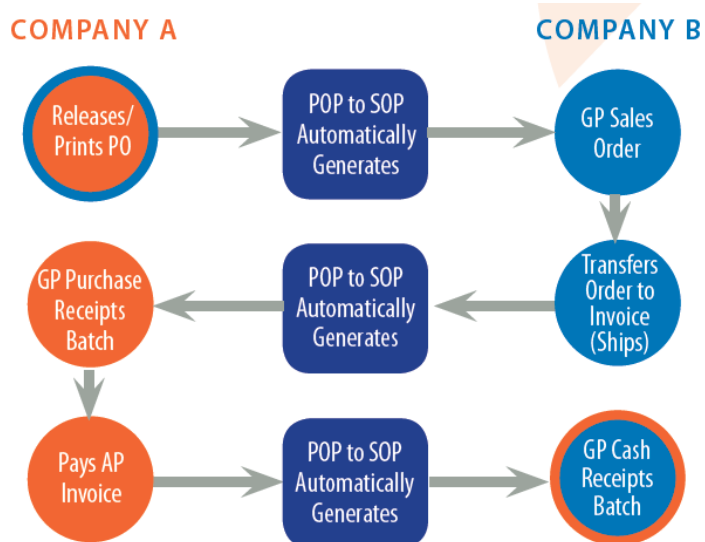 COMPANY A
COMPANY B
Releases/
Prints PO
POP to SOP
Automatically
Generates
GP Sales
Order
GP Purchase
Receipts
Batch
POP to SOP
Automatically
Generates
Transfers
Order to
Invoice
(Ships)
Pays AP
Invoice
POP to SOP
Automatically
Generates
GP Cash
Receipts
Batch